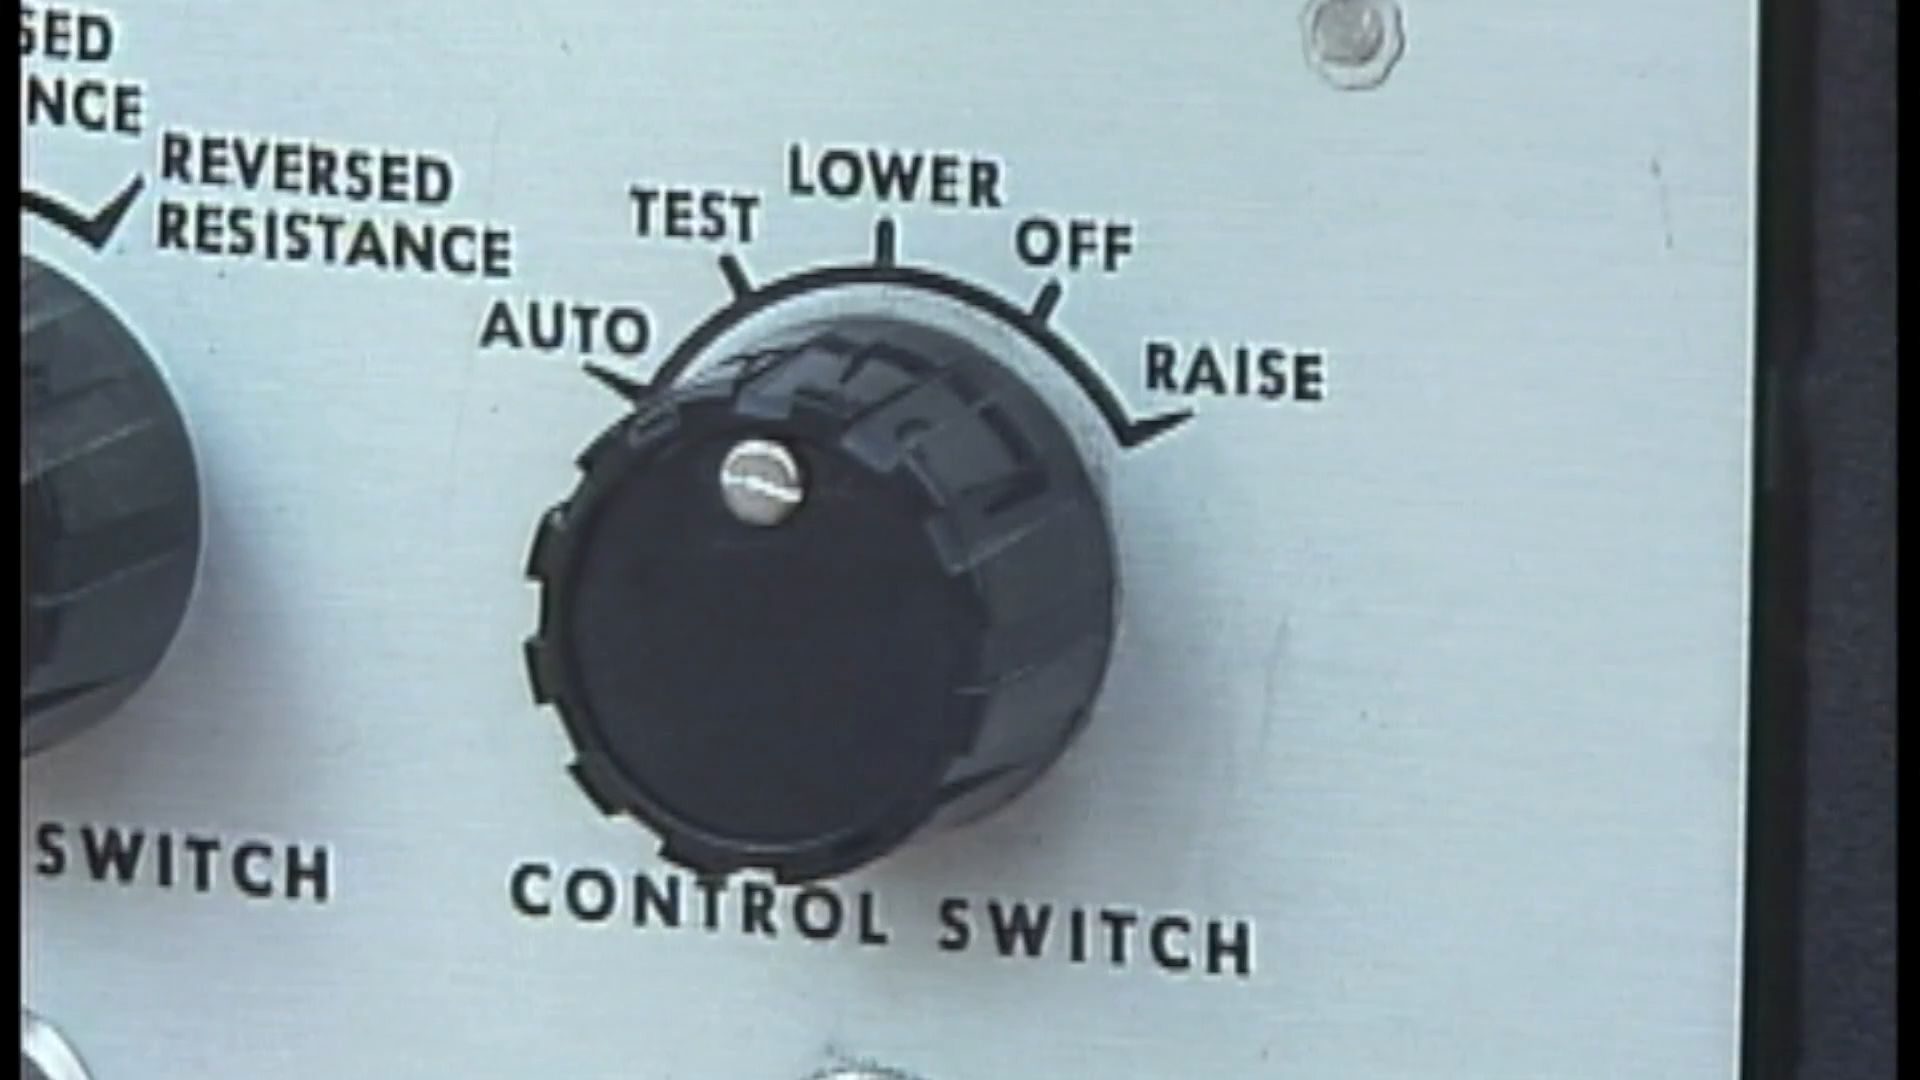 SED
NCE
REVERSED
RESISTANCE
AUTO
TEST
LOWER
OFF
RAISE
SWITCH
CONTROL SWITCH